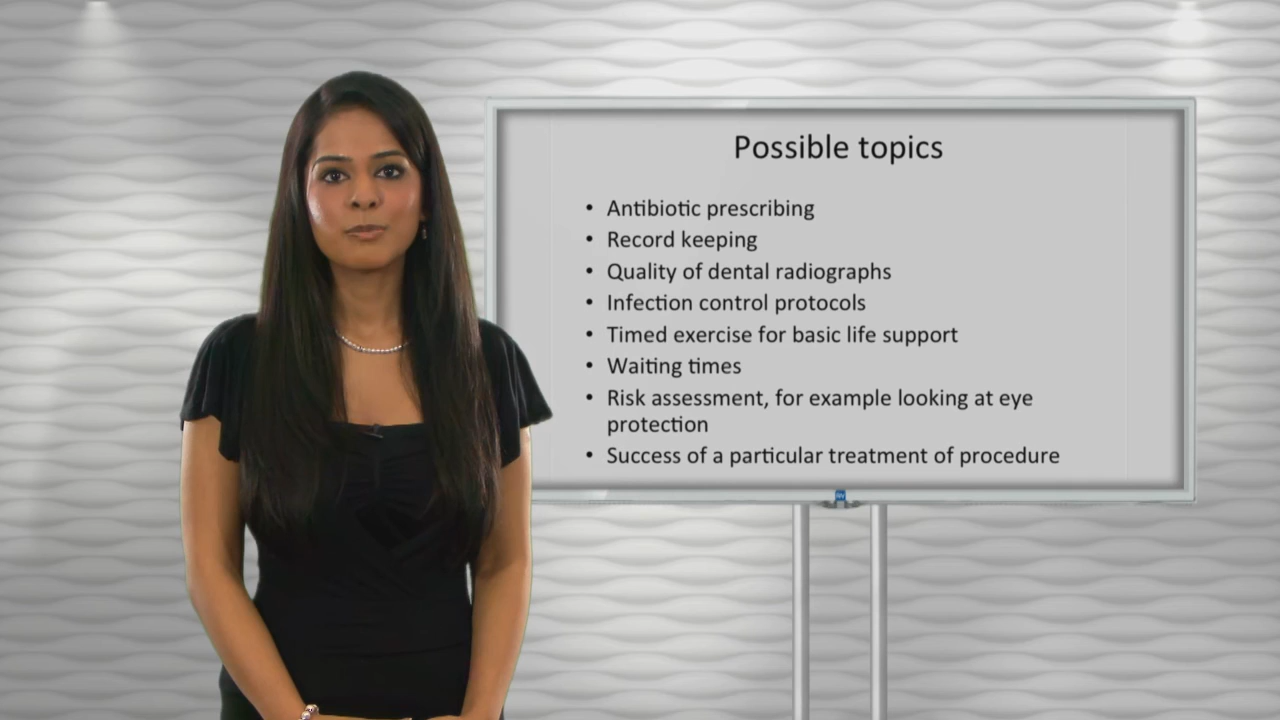 Possible topics
• Antibiotic prescribing
• Record keeping
• Quality of dental radiographs
• Infection control protocols
• Timed exercise for basic life support
• Waiting times
• Risk assessment, for example looking at eye
protection
• Success of a particular treatment of procedure